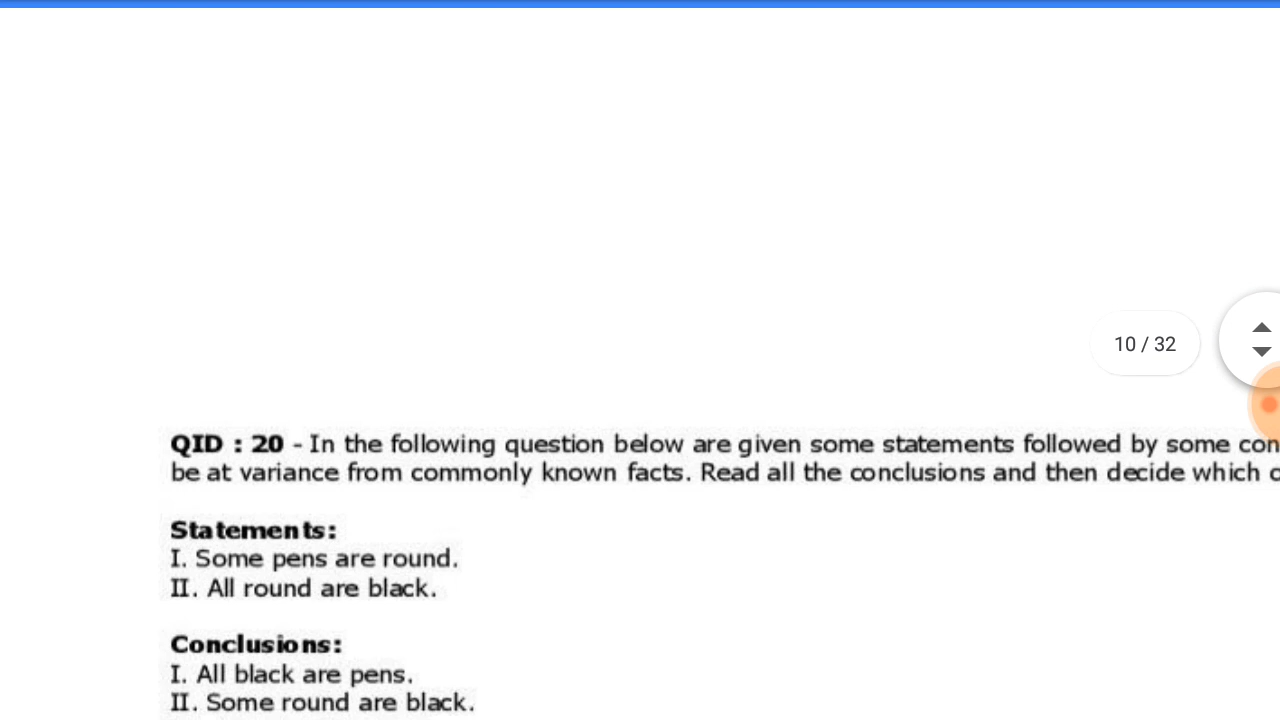 10 / 32
QID : 20 - In the following question below are given some statements followed by some con
be at variance from commonly known facts. Read all the conclusions and then decide which
Statements:
I. Some pens are round.
II. All round are black.
Conclusions:
I. All black are pens.
II. Some round are black.